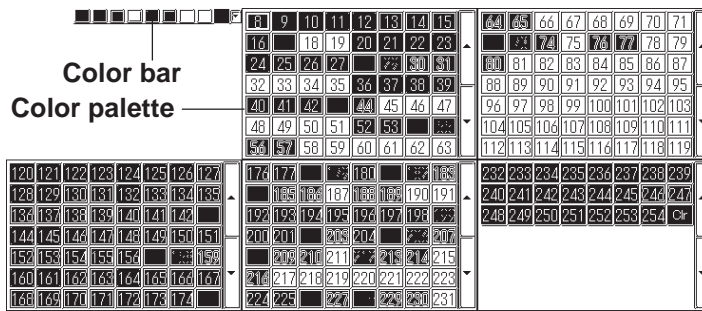 Color bar
Color palette
8 9 10 11 12 13 14 15
16 18 19 20 21 22 23
24 25 26 27 30 31
32 33 34 35 36 37 38 39
40 41 42 44 45 46 47
48 49 50 51 52 53
56 57 58 59 60 61 62 63
64 65 66 67 68 69 70 71
74 75 76 77 78 79
80 81 82 83 84 85 86 87
88 89 90 91 92 93 94 95
96 97 98 99 100 101 102 103
104 105 106 107 108 109 110 111
112 113 114 115 116 117 118 119
120 121 122 123 124 125 126 127
128 129 130 131 132 133 134 135
136 137 138 139 140 141 142
144 145 146 147 148 149 150 151
152 153 154 155 156 159
160 161 162 163 164 165 166 167
168 169 170 171 172 173 174
176 177 180 183
185 186 187 188 189 190 191
192 193 194 195 196 197 198
200 201 203 204 207
209 210 211 213 214 215
216 217 218 219 220 221 222 223
224 225 227 229 230 231
232 233 234 235 236 237 238 239
240 241 242 243 244 245 246 247
248 249 250 251 252 253 254 Clr